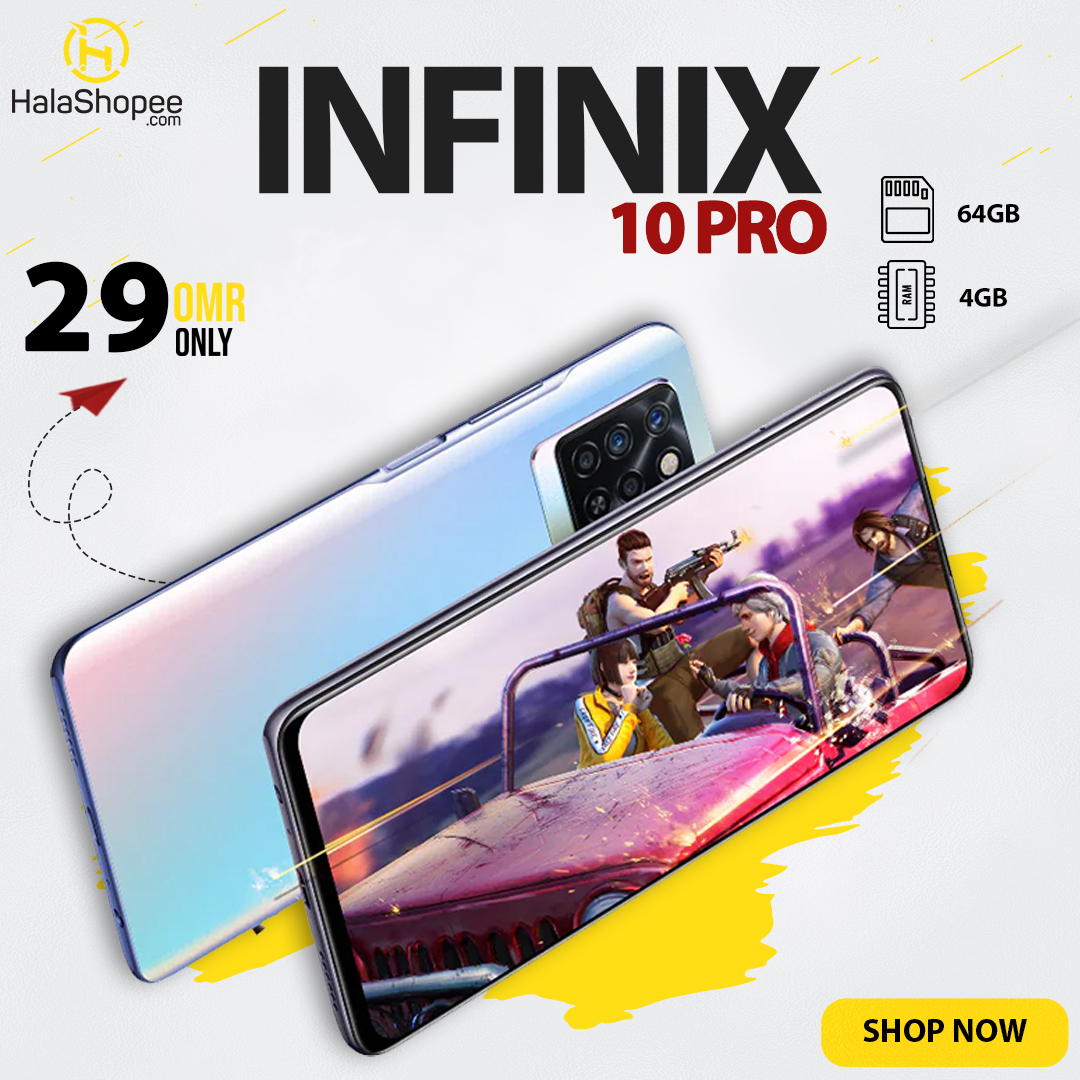 HalaShopee
.com
INFINIX
10 PRO
64GB
RAM
4GB
29 OMR
ONLY
SHOP NOW